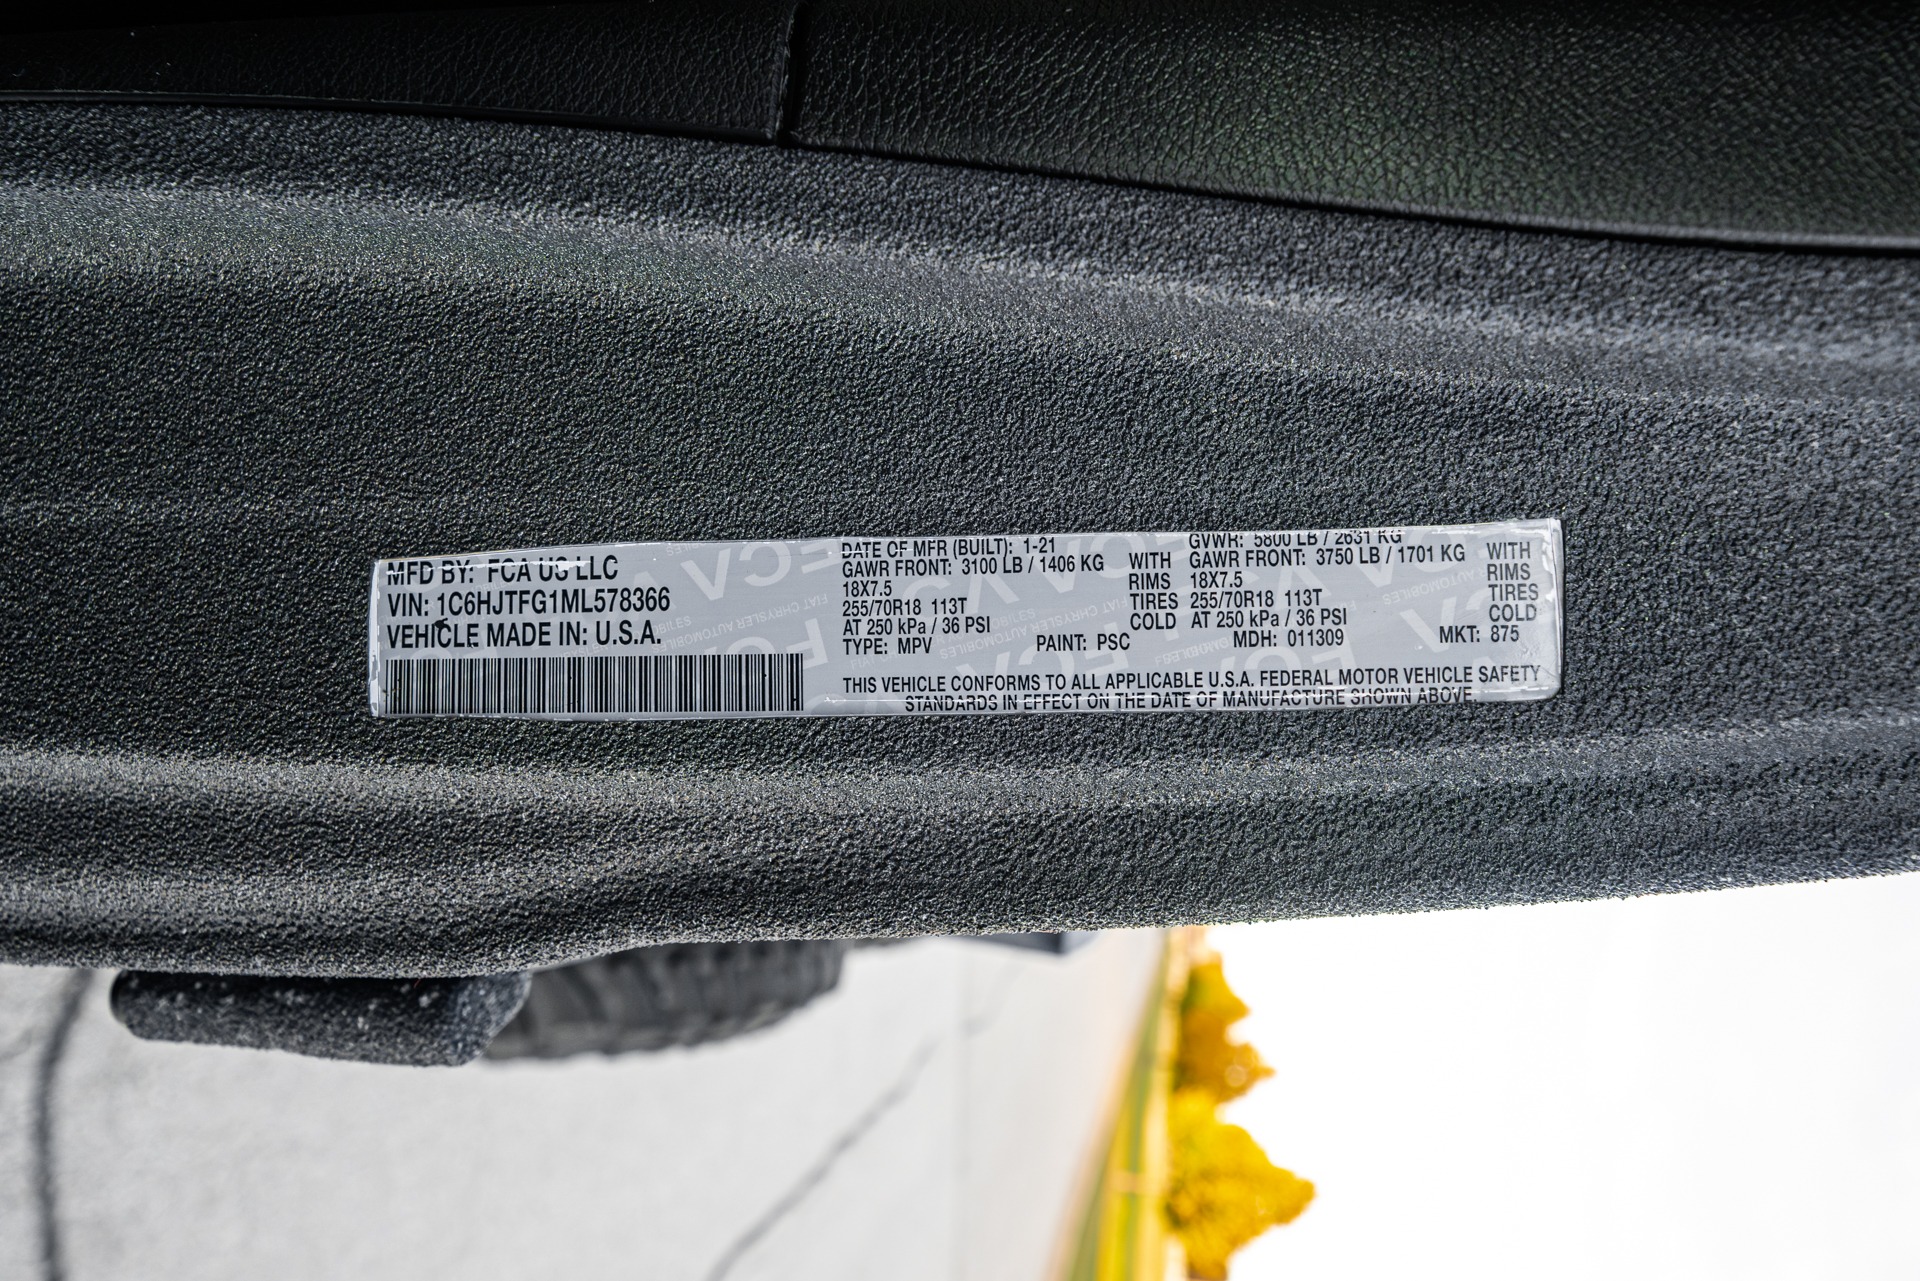 MFD BY: FCA US LLC
VIN: 1C6HJTFG1ML578366
VEHICLE MADE IN: U.S.A.
DATE OF MFR (BUILT): 1-21
GAWR FRONT: 3100 LB / 1406 KG WITH
18X7.5 RIMS
255/70R18 113T TIRES
AT 250 kPa / 36 PSI COLD
GVWR: 5800 LB / 2631 KG
GAWR FRONT: 3750 LB / 1701 KG WITH
18X7.5 RIMS
255/70R18 113T TIRES
AT 250 kPa / 36 PSI COLD
TYPE: MPV PAINT: PSC MDH: 011309 MKT: 875
THIS VEHICLE CONFORMS TO ALL APPLICABLE U.S.A. FEDERAL MOTOR VEHICLE SAFETY
STANDARDS IN EFFECT ON THE DATE OF MANUFACTURE SHOWN ABOVE.